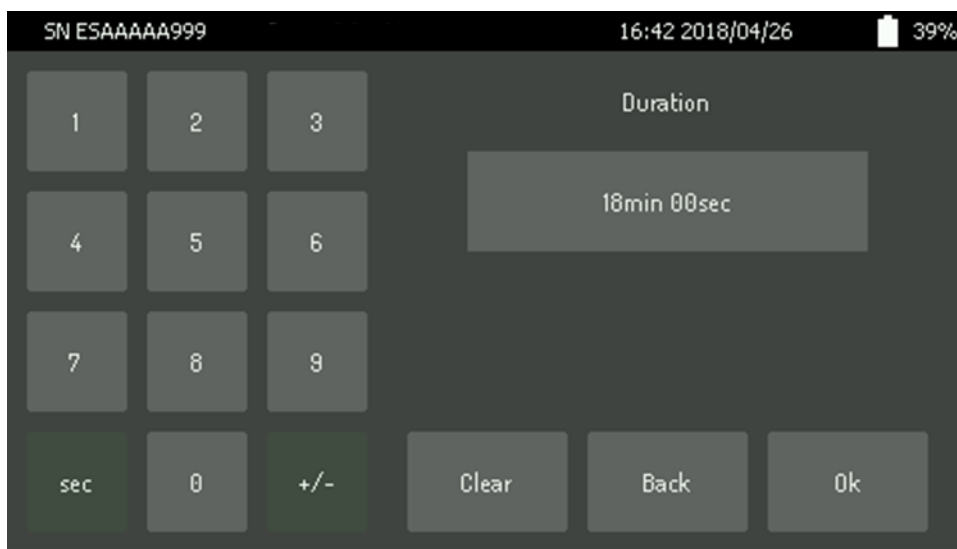 SN ESAAAAA999 16:42 2018/04/26 39%
Duration
1 2 3
18min 00sec
4 5 6
7 8 9
sec 0 +/- Clear Back Ok